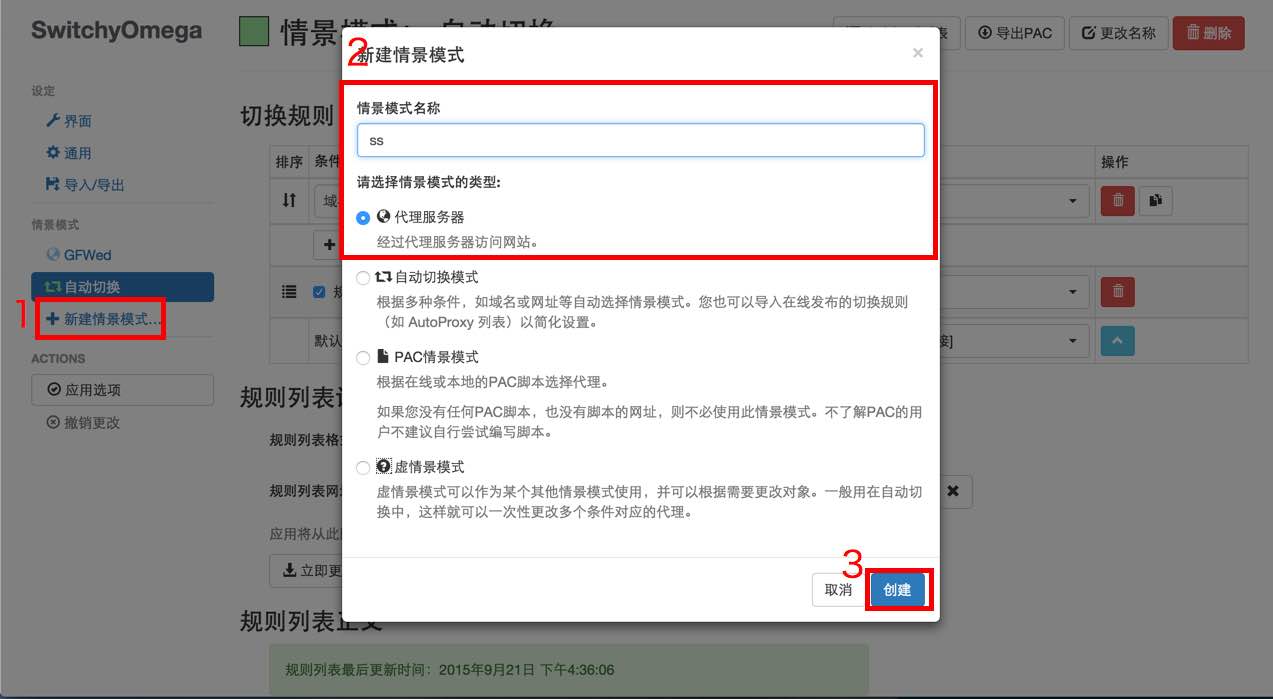 SwitchyOmega
情景模式： 自动切换
导出PAC
更改名称
删除
2
新建情景模式
×
设定
界面
通用
导入/导出
情景模式
GFWed
自动切换
1
新建情景模式...
ACTIONS
应用选项
撤销更改
切换规则
排序
条件
操作
情景模式名称
ss
请选择情景模式的类型:
代理服务器
经过代理服务器访问网站。
自动切换模式
根据多种条件，如域名或网址等自动选择情景模式。您也可以导入在线发布的切换规则
（如 AutoProxy 列表）以简化设置。
PAC情景模式
根据在线或本地的PAC脚本选择代理。
如果您没有任何PAC脚本，也没有脚本的网址，则不必使用此情景模式。不了解PAC的用
户不建议自行尝试编写脚本。
虚情景模式
虚情景模式可以作为某个其他情景模式使用，并可以根据需要更改对象。一般用在自动切
换中，这样就可以一次性更改多个条件对应的代理。
默认
规则列表
规则列表格
规则列表网
应用将从此
立即更
3
取消
创建
规则列表正文
规则列表最后更新时间：2015年9月21日 下午4:36:06